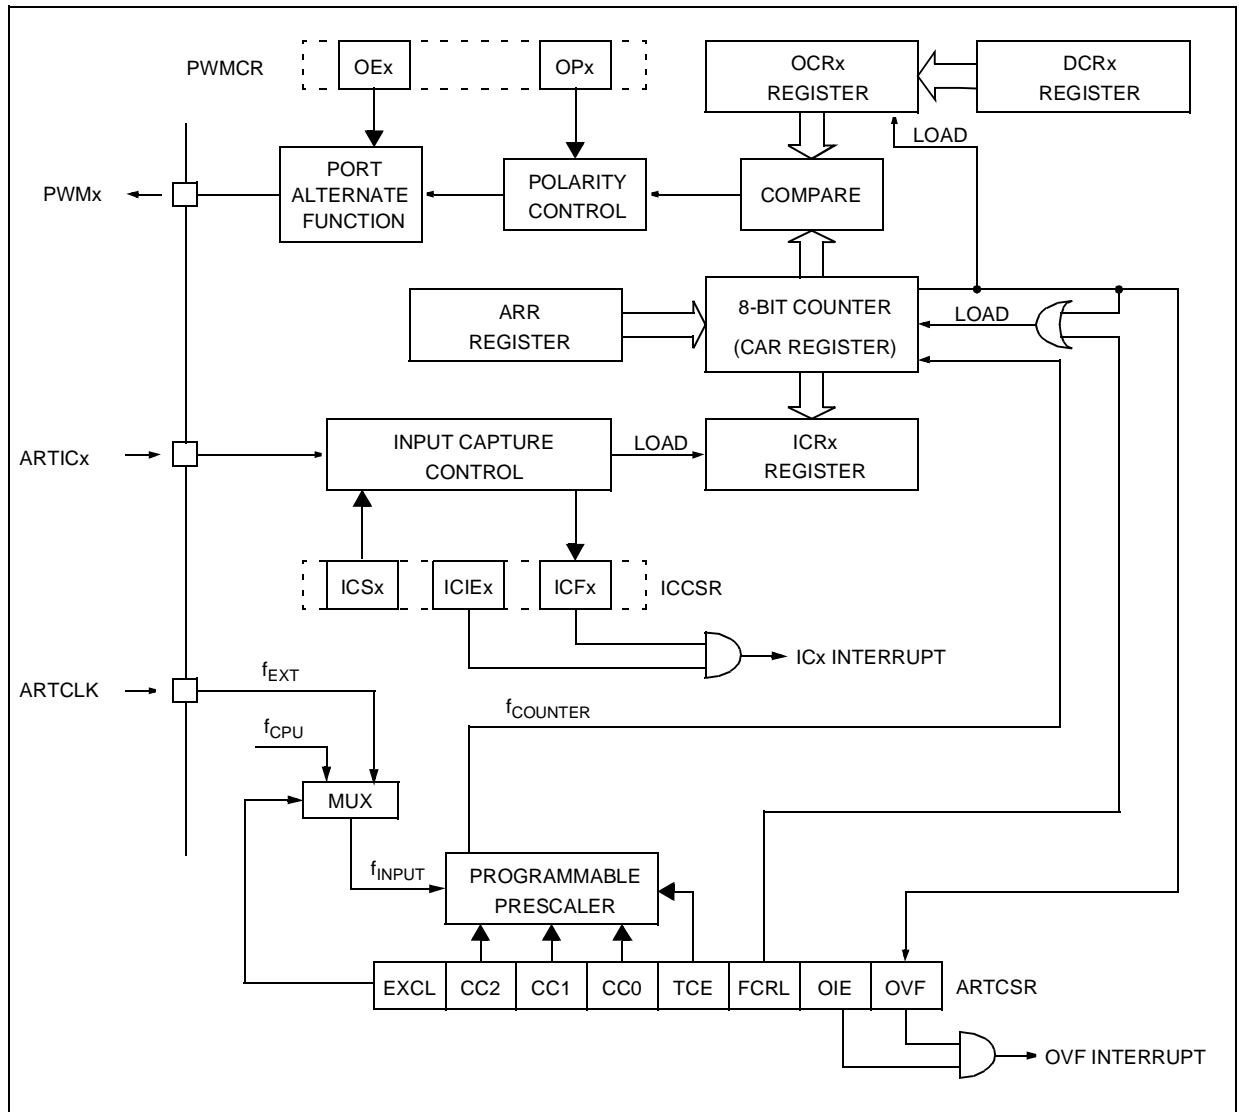 PWMCR
OEx
OPx
OCRx
REGISTER
DCRx
REGISTER
LOAD
PWMx
PORT
ALTERNATE
FUNCTION
POLARITY
CONTROL
COMPARE
ARR
REGISTER
8-BIT COUNTER
(CAR REGISTER)
LOAD
ARTICx
INPUT CAPTURE
CONTROL
LOAD
ICRx
REGISTER
ICSx
ICIEx
ICFx
ICCSR
ICx INTERRUPT
ARTCLK
fEXT
fCPU
fCOUNTER
MUX
fINPUT
PROGRAMMABLE
PRESCALER
EXCL
CC2
CC1
CC0
TCE
FCRL
OIE
OVF
ARTCSR
OVF INTERRUPT